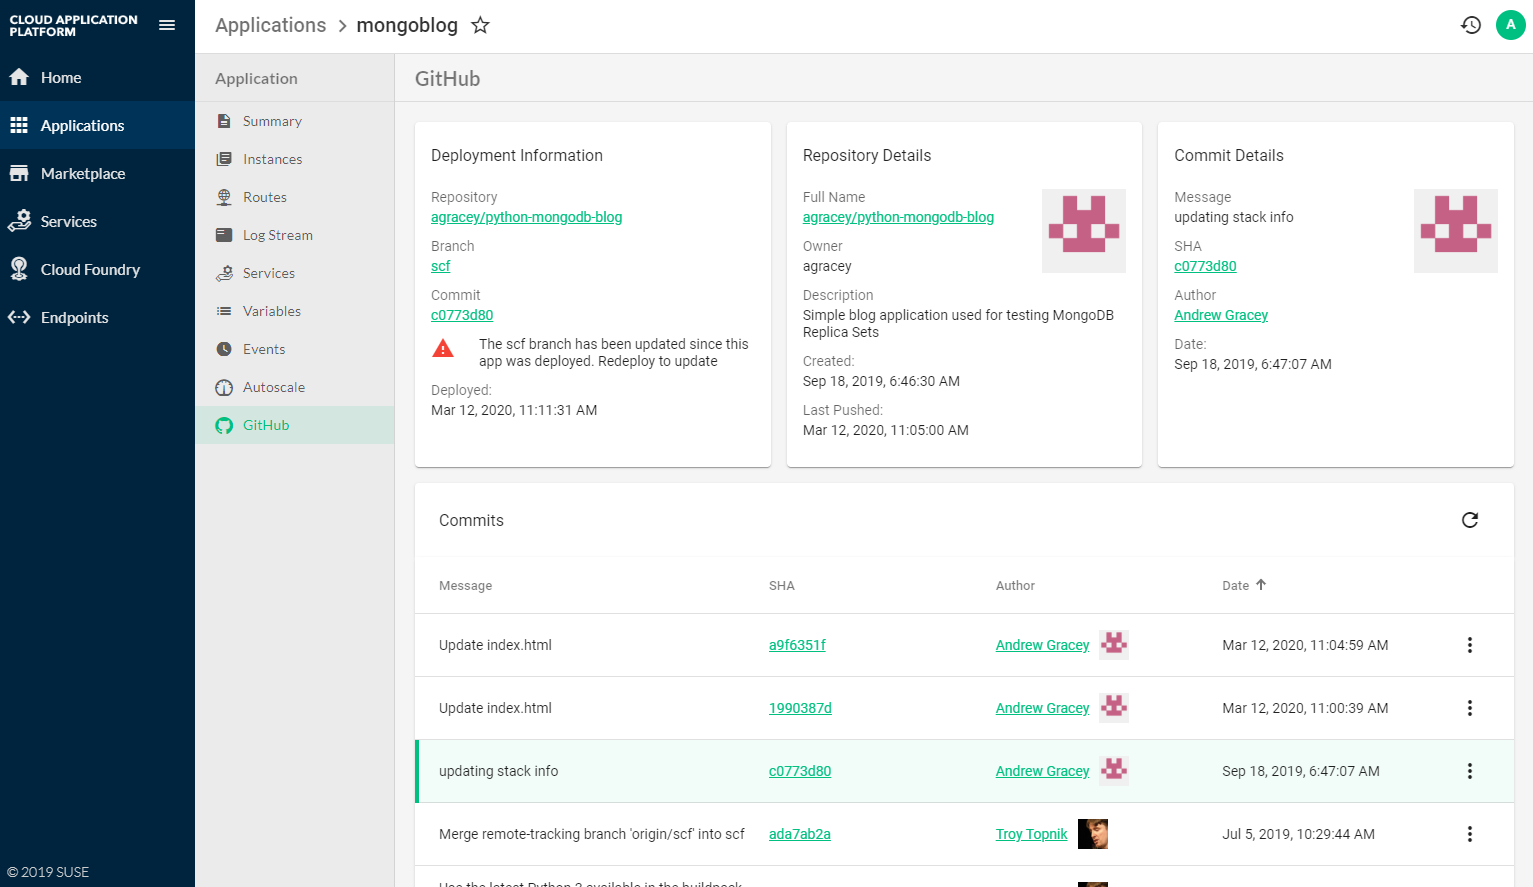 CLOUD APPLICATION
PLATFORM
Home
Applications
Marketplace
Services
Cloud Foundry
Endpoints
© 2019 SUSE
Applications > mongoblog
A
Application
Summary
Instances
Routes
Log Stream
Services
Variables
Events
Autoscale
GitHub
GitHub
Deployment Information
Repository
agracey/python-mongodb-blog
Branch
scf
Commit
c0773d80
The scf branch has been updated since this
app was deployed. Redeploy to update
Deployed:
Mar 12, 2020, 11:11:31 AM
Repository Details
Full Name
agracey/python-mongodb-blog
Owner
agracey
Description
Simple blog application used for testing MongoDB
Replica Sets
Created:
Sep 18, 2019, 6:46:30 AM
Last Pushed:
Mar 12, 2020, 11:05:00 AM
Commit Details
Message
updating stack info
SHA
c0773d80
Author
Andrew Gracey
Date:
Sep 18, 2019, 6:47:07 AM
Commits
Message SHA Author Date
Update index.html a9f6351f Andrew Gracey Mar 12, 2020, 11:04:59 AM
Update index.html 1990387d Andrew Gracey Mar 12, 2020, 11:00:39 AM
updating stack info c0773d80 Andrew Gracey Sep 18, 2019, 6:47:07 AM
Merge remote-tracking branch 'origin/scf' into scf ada7ab2a Troy Topnik Jul 5, 2019, 10:29:44 AM
Use the latest Python 3 available in the buildpack